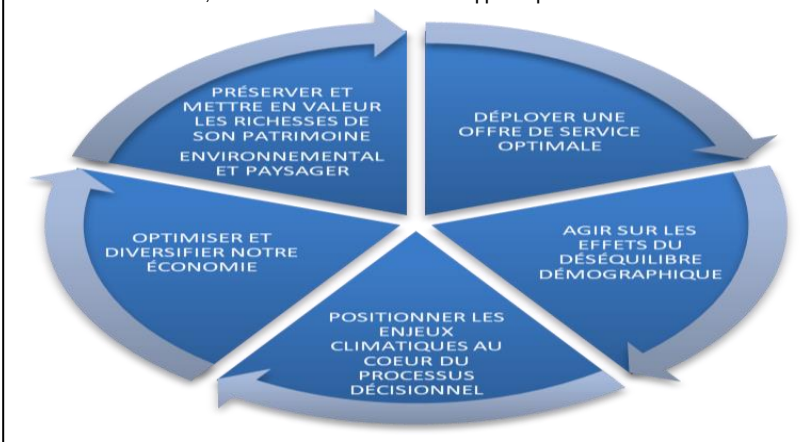 DÉPLOYER UNE
OFFRE DE SERVICE
OPTIMALE
AGIR SUR LES
EFFETS DU
DÉSÉQUILIBRE
DÉMOGRAPHIQUE
POSITIONNER LES
ENJEUX
CLIMATIQUES AU
COEUR DU
PROCESSUS
DÉCISIONNEL
OPTIMISER ET
DIVERSIFIER NOTRE
ÉCONOMIE
PRÉSERVER ET
METTRE EN VALEUR
LES RICHESSES DE
SON PATRIMOINE
ENVIRONNEMENTAL
ET PAYSAGER